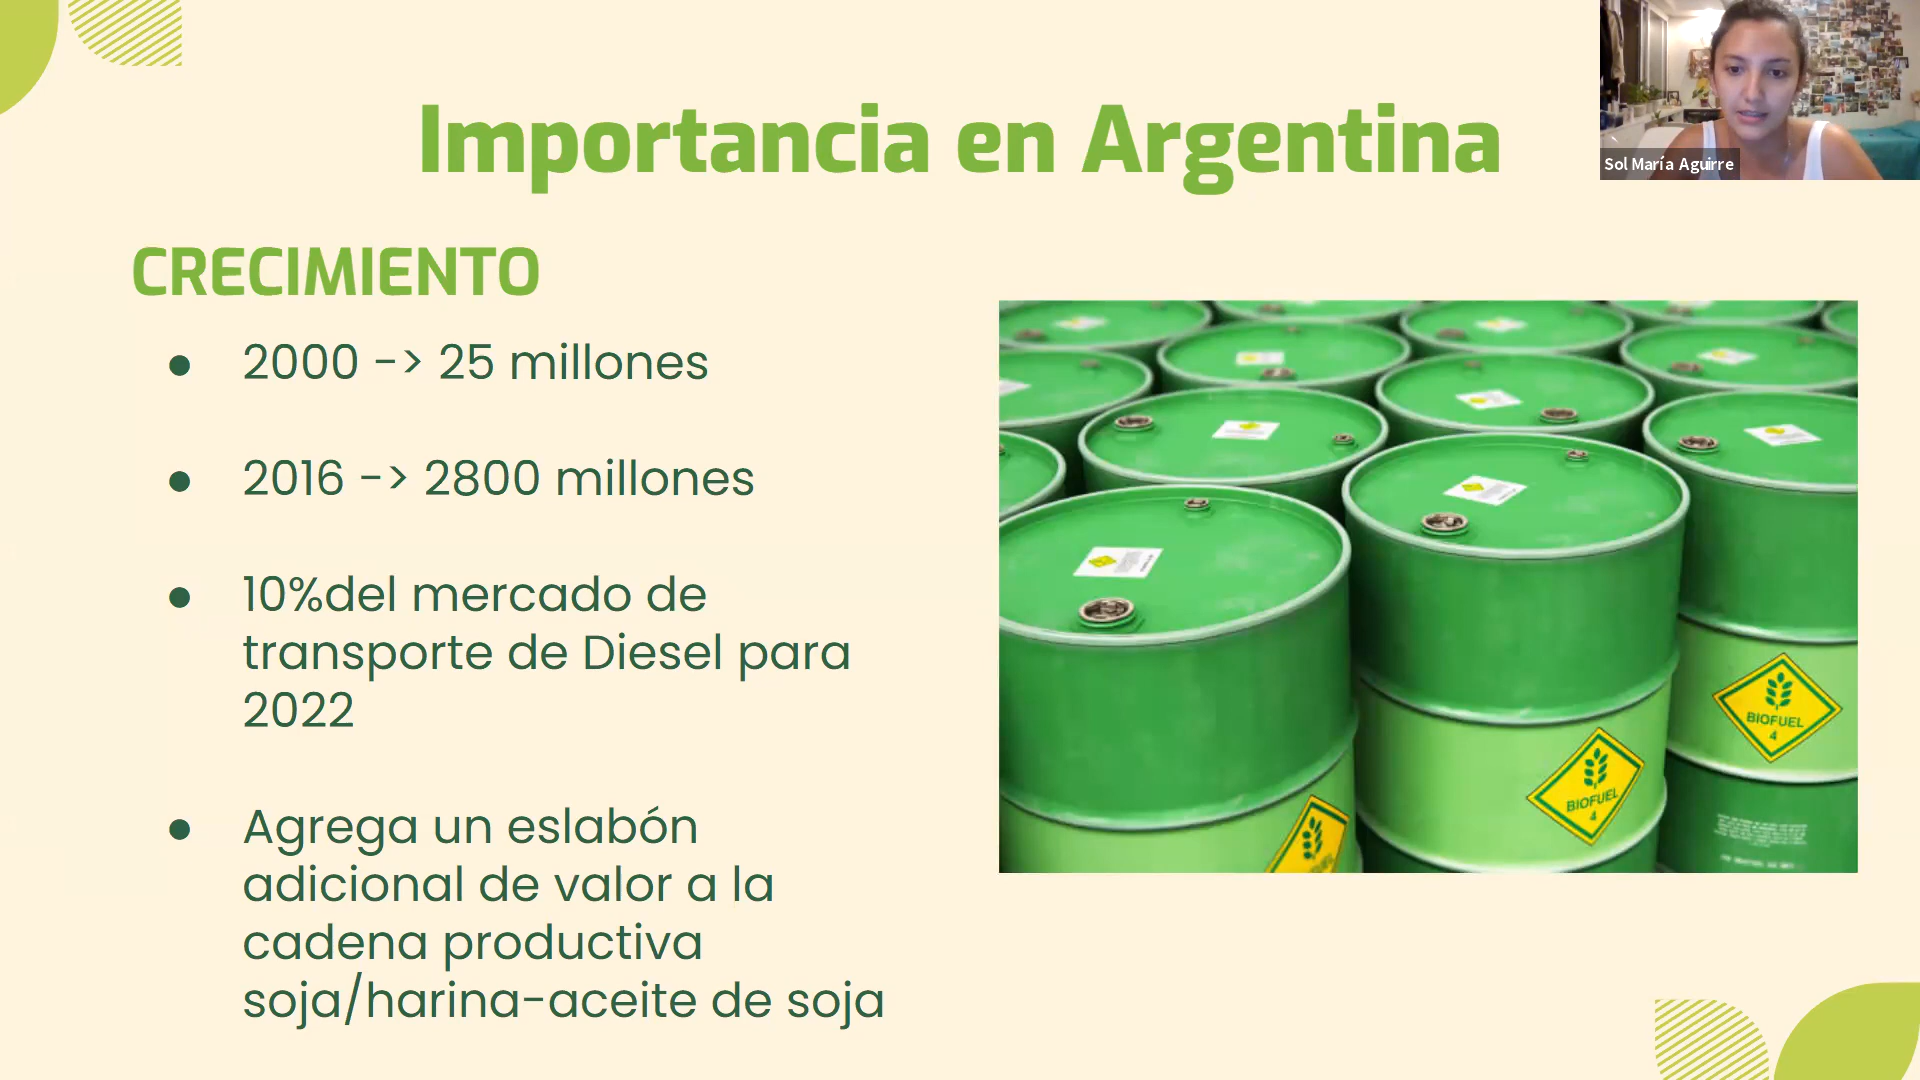 Importancia en Argentina
Sol María Aguirre
CRECIMIENTO
● 2000 -> 25 millones
● 2016 -> 2800 millones
● 10%del mercado de
transporte de Diesel para
2022
● Agrega un eslabón
adicional de valor a la
cadena productiva
soja/harina-aceite de soja
BIOFUEL
4
BIOFUEL
4